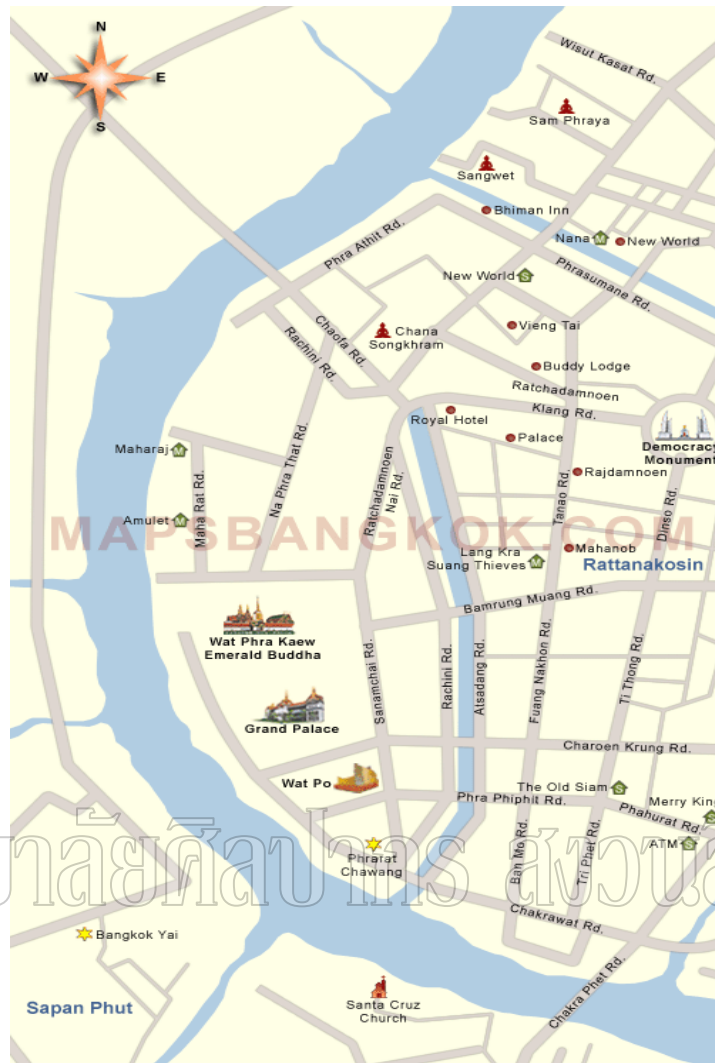 N
W
E
S
Wisut Kasat Rd.
Sam Phraya
Sangwet
Bhiman Inn
Nana
M
New World
Phra Athit Rd.
New World
S
Phrasumane Rd.
Chaofa Rd.
Rachini Rd.
Chana
Songkhram
Vieng Tai
Buddy Lodge
Ratchadamnoen
Klang Rd.
Royal Hotel
Palace
Democracy
Monument
Maharaj
M
Maha Rat Rd.
Na Phra That Rd.
Ratchadamnoen
Nai Rd.
Rajdamnoen
Tanao Rd.
Dinso Rd.
Amulet
M
MAPSBANGKOK.COM
Lang Kra
Suang Thieves
M
Mahanob
Rattanakosin
Bamrung Muang Rd.
Wat Phra Kaew
Emerald Buddha
Sanamchai Rd.
Rachini Rd.
Atsadang Rd.
Fuang Nakhon Rd.
Ti Thong Rd.
Grand Palace
Charoen Krung Rd.
Wat Po
The Old Siam
S
Phra Phiphit Rd.
Merry King
S
Phahurat Rd.
ATM
S
Phrarat
Chawang
Ban Mo Rd.
Tri Phet Rd.
Chakrawat Rd.
Bangkok Yai
Chakra Phet Rd.
Sapan Phut
Santa Cruz
Church